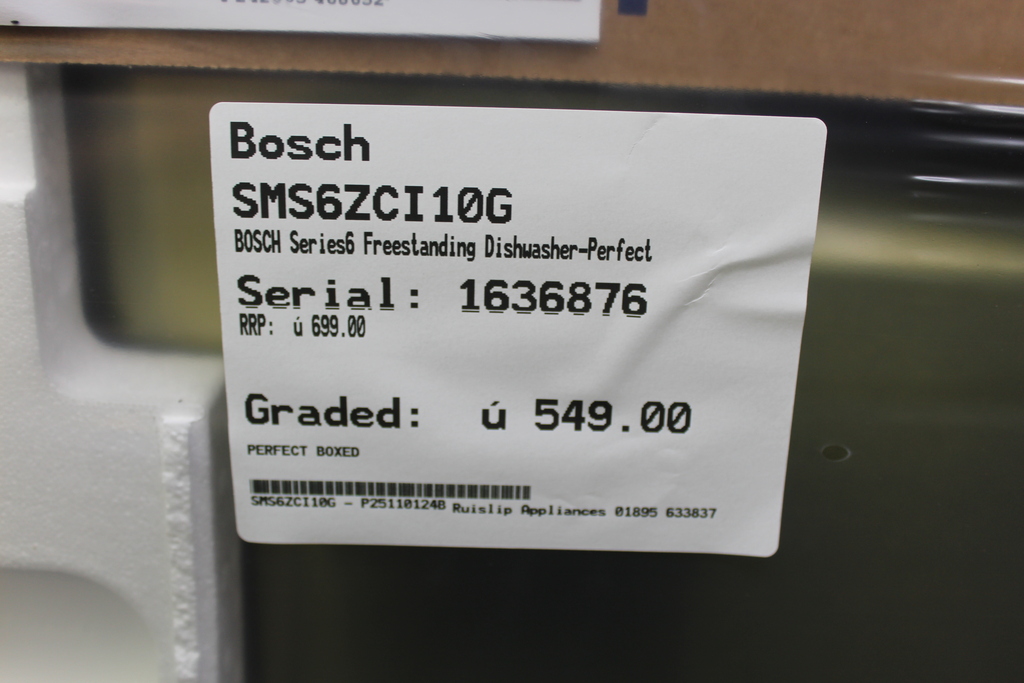 Bosch
SMS6ZCI10G
BOSCH Series6 Freestanding Dishwasher-Perfect
Serial: 1636876
RRP: ú 699.00
Graded: ú 549.00
PERFECT BOXED
SMS6ZCI10G - P25110124B Ruislip Appliances 01895 633837